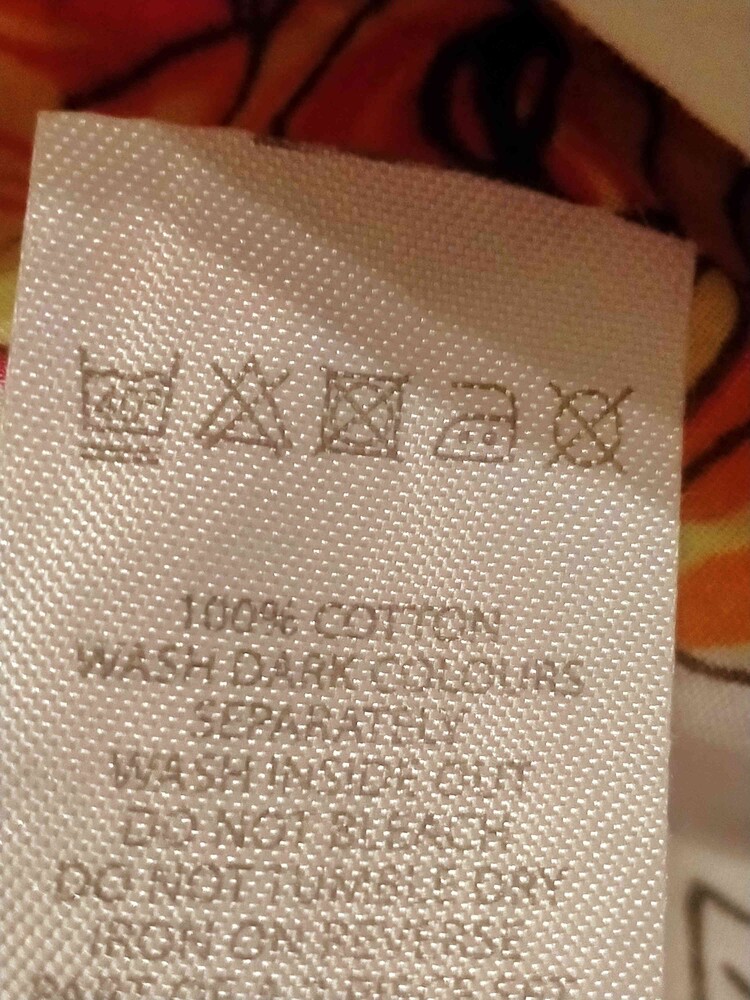 40°
100% COTTON
WASH DARK COLOURS
SEPARATELY
WASH INSIDE OUT
DO NOT BLEACH
DO NOT TUMBLE DRY
IRON ON REVERSE